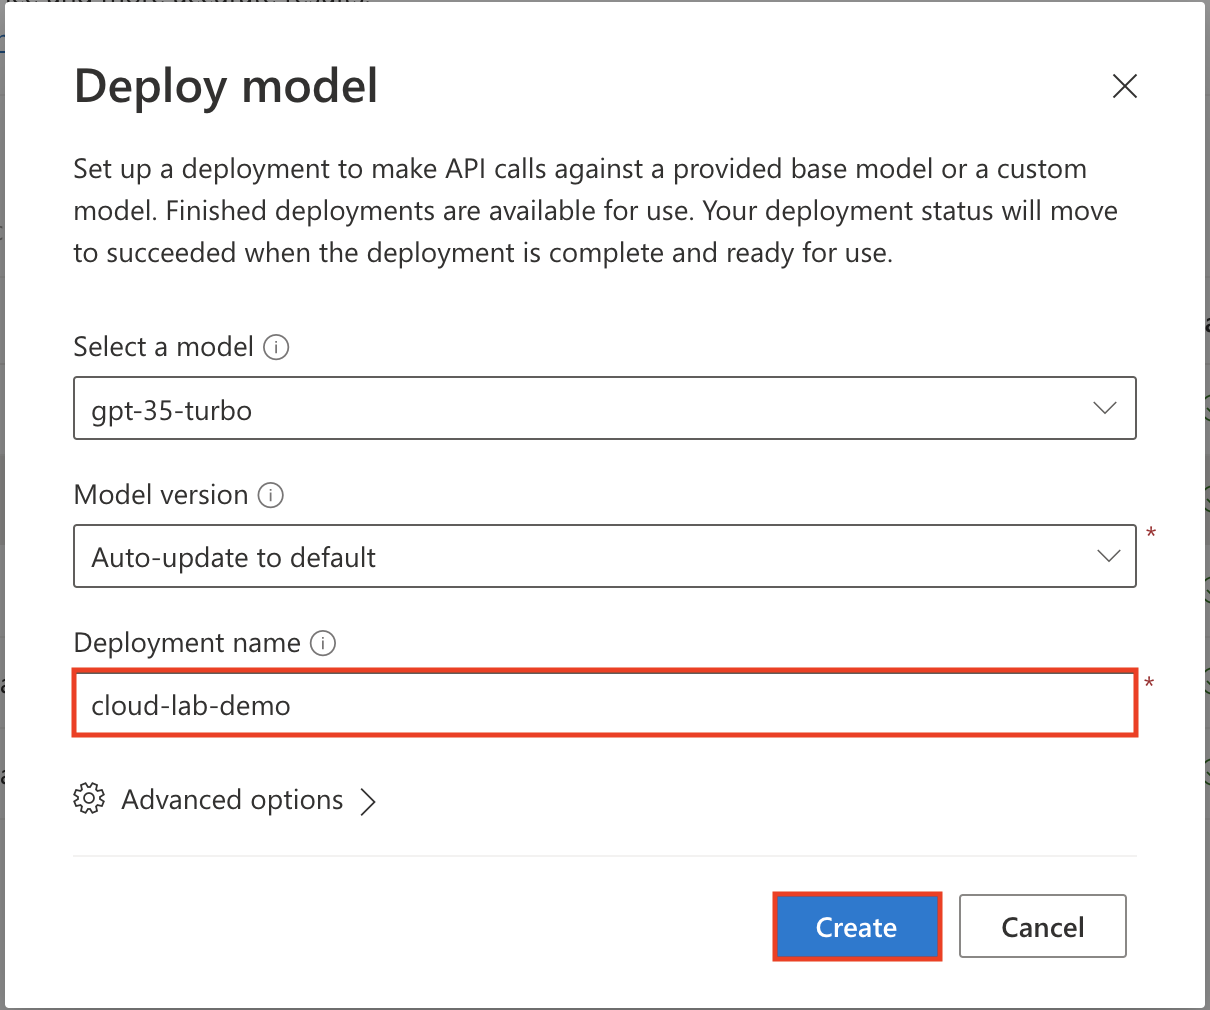 Deploy model
Set up a deployment to make API calls against a provided base model or a custom
model. Finished deployments are available for use. Your deployment status will move
to succeeded when the deployment is complete and ready for use.
Select a model
gpt-35-turbo
Model version
Auto-update to default
*
Deployment name
cloud-lab-demo
*
Advanced options
Create
Cancel